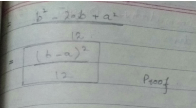 b² - 2ab + a²
12
= (b - a)²
12
Proof